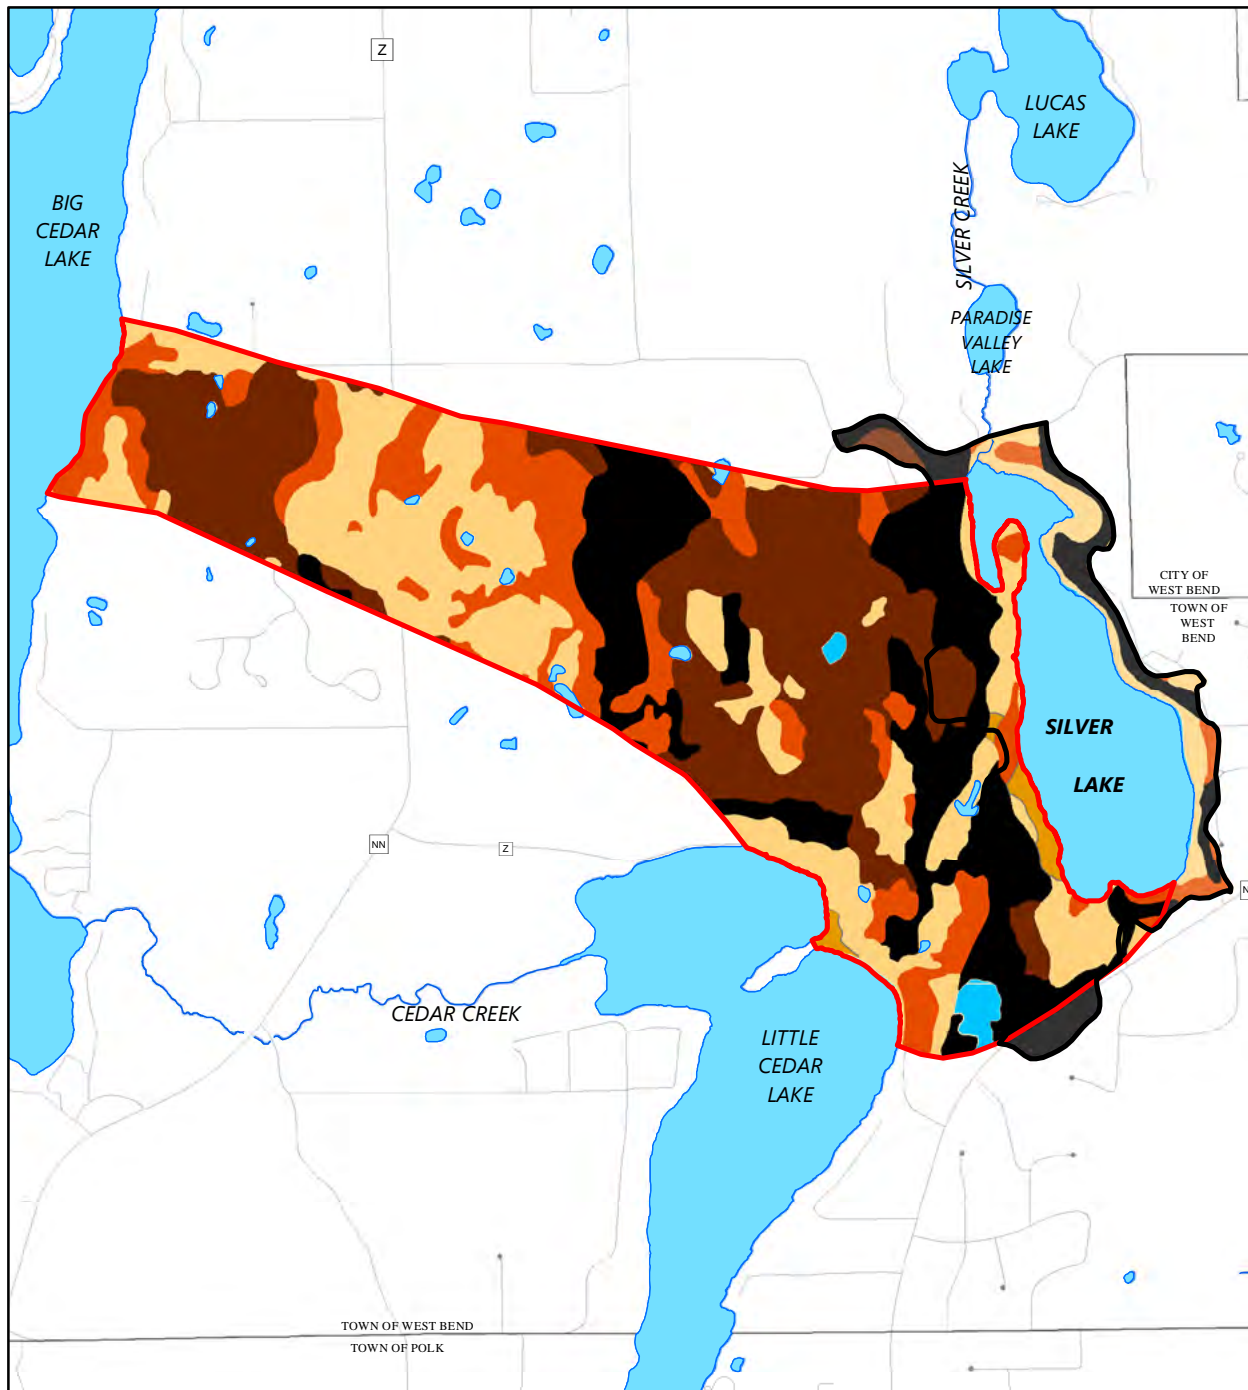 Z
LUCAS
LAKE
BIG
CEDAR
LAKE
SILVER CREEK
PARADISE
VALLEY
LAKE
CITY OF
WEST BEND
TOWN OF
WEST
BEND
SILVER
LAKE
NN
Z
N
CEDAR CREEK
LITTLE
CEDAR
LAKE
TOWN OF WEST BEND
TOWN OF POLK